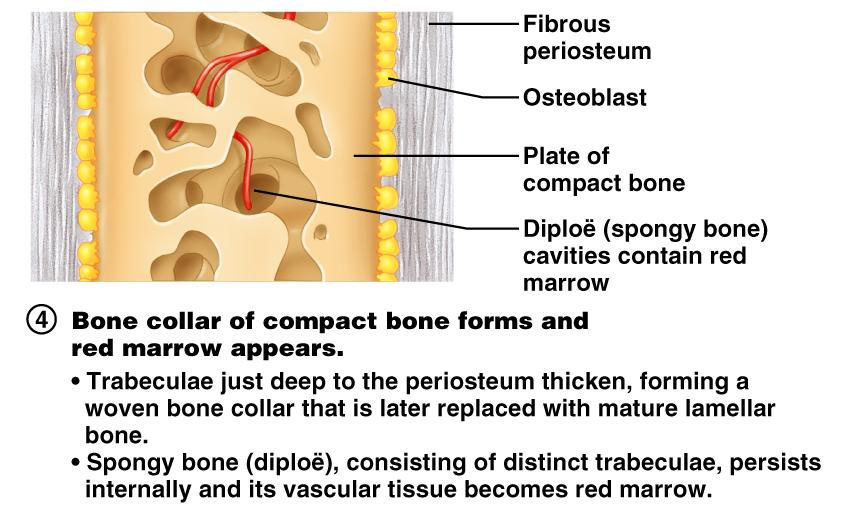 Fibrous
periosteum
Osteoblast
Plate of
compact bone
Diploë (spongy bone)
cavities contain red
marrow
④ Bone collar of compact bone forms and
red marrow appears.
• Trabeculae just deep to the periosteum thicken, forming a
woven bone collar that is later replaced with mature lamellar
bone.
• Spongy bone (diploë), consisting of distinct trabeculae, persists
internally and its vascular tissue becomes red marrow.